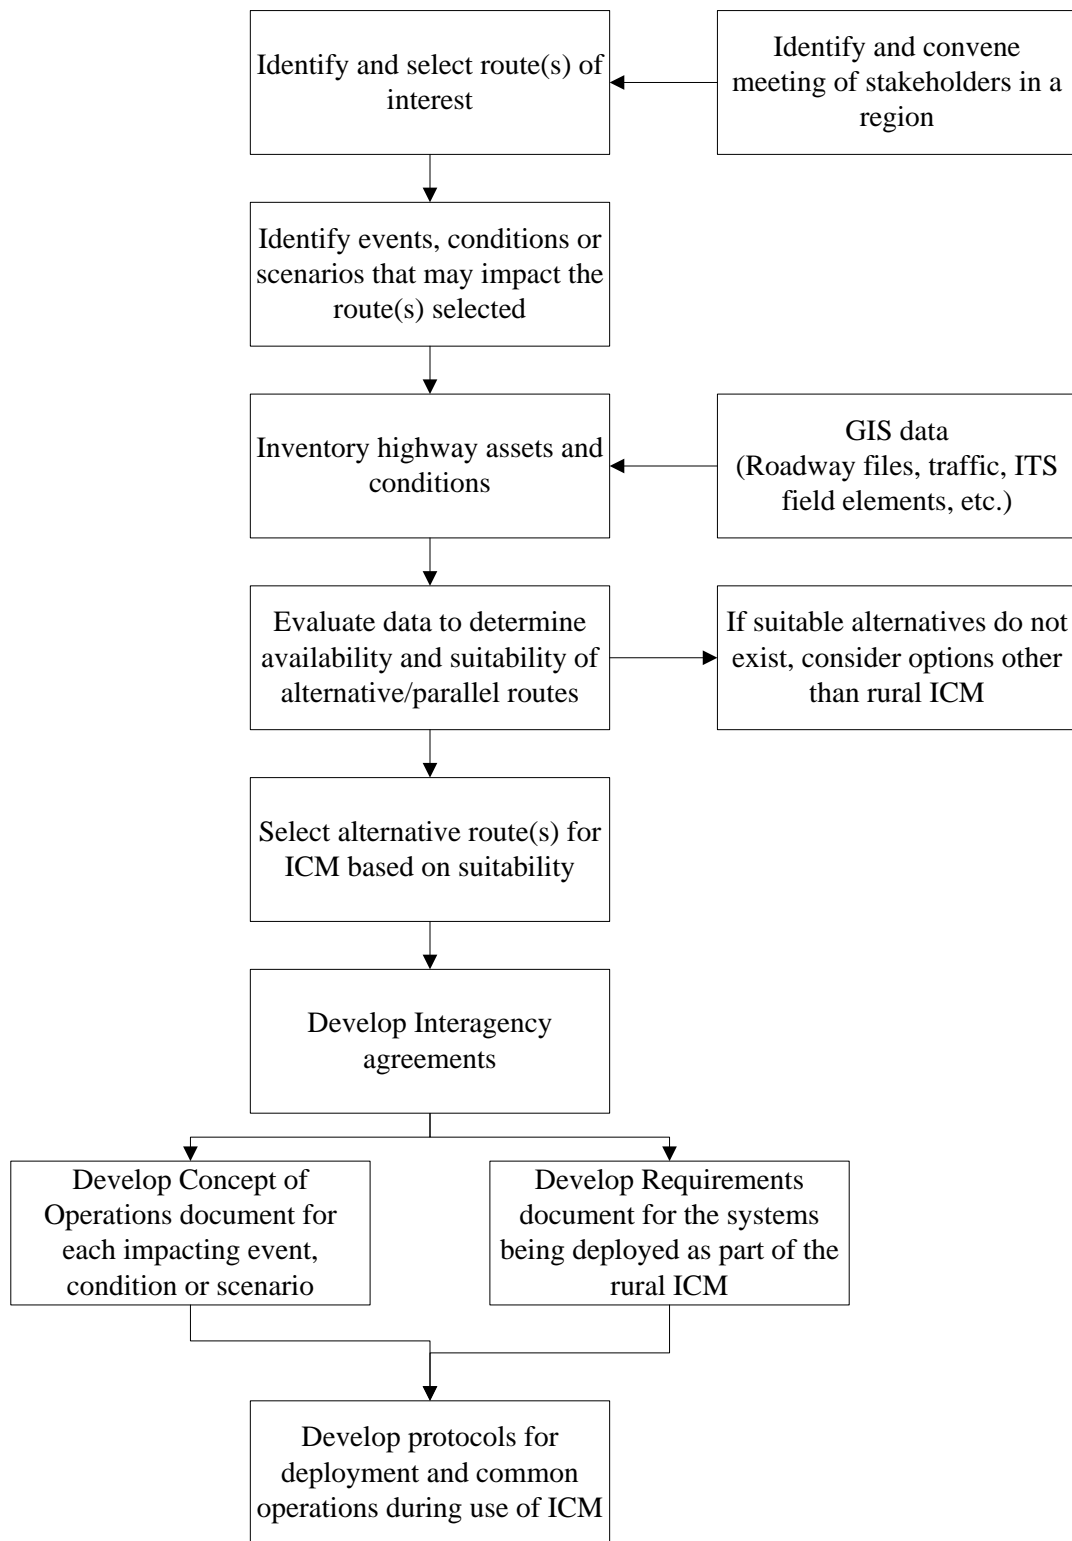 Identify and select route(s) of
interest
Identify and convene
meeting of stakeholders in a
region
Identify events, conditions or
scenarios that may impact the
route(s) selected
Inventory highway assets and
conditions
GIS data
(Roadway files, traffic, ITS
field elements, etc.)
Evaluate data to determine
availability and suitability of
alternative/parallel routes
If suitable alternatives do not
exist, consider options other
than rural ICM
Select alternative route(s) for
ICM based on suitability
Develop Interagency
agreements
Develop Concept of
Operations document for
each impacting event,
condition or scenario
Develop Requirements
document for the systems
being deployed as part of the
rural ICM
Develop protocols for
deployment and common
operations during use of ICM